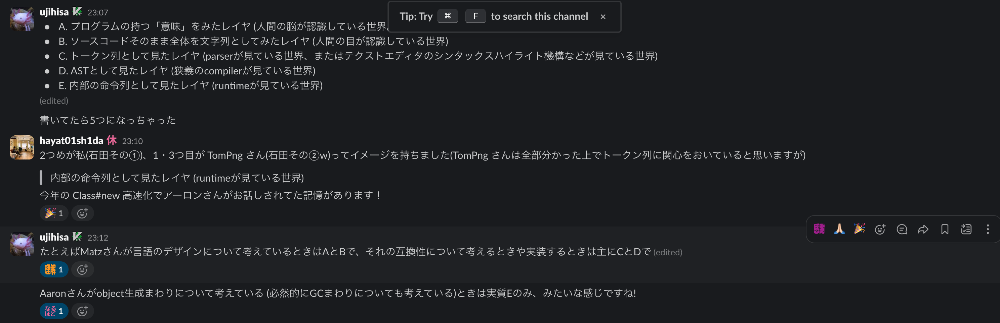 ujihisa Vim 23:07
Tip: Try ⌘ F to search this channel ×
• A. プログラムの持つ「意味」をみたレイヤ (人間の脳が認識している世界
• B. ソースコードそのまま全体を文字列としてみたレイヤ (人間の目が認識している世界)
• C. トークン列として見たレイヤ (parserが見ている世界、またはテクストエディタのシンタックスハイライト機構などが見ている世界)
• D. ASTとして見たレイヤ (狭義のcompilerが見ている世界)
• E. 内部の命令列として見たレイヤ (runtimeが見ている世界)
(edited)
書いてたら5つになっちゃった
hayat01sh1da 休 23:10
2つめが私(石田その①)、1・3つ目が TomPng さん(石田その②w)ってイメージを持ちました(TomPng さんは全部分かった上でトークン列に関心をおいていると思いますが)
内部の命令列として見たレイヤ (runtimeが見ている世界)
今年の Class#new 高速化でアーロンさんがお話しされてた記憶があります！
🎉 1
感謝 🙏🏻 🎉
ujihisa Vim 23:12
たとえばMatzさんが言語のデザインについて考えているときはAとBで、それの互換性について考えるときや実装するときは主にCとDで (edited)
理解 1
Aaronさんがobject生成まわりについて考えている (必然的にGCまわりについても考えている)ときは実質Eのみ、みたいな感じですね!
なるほど 1